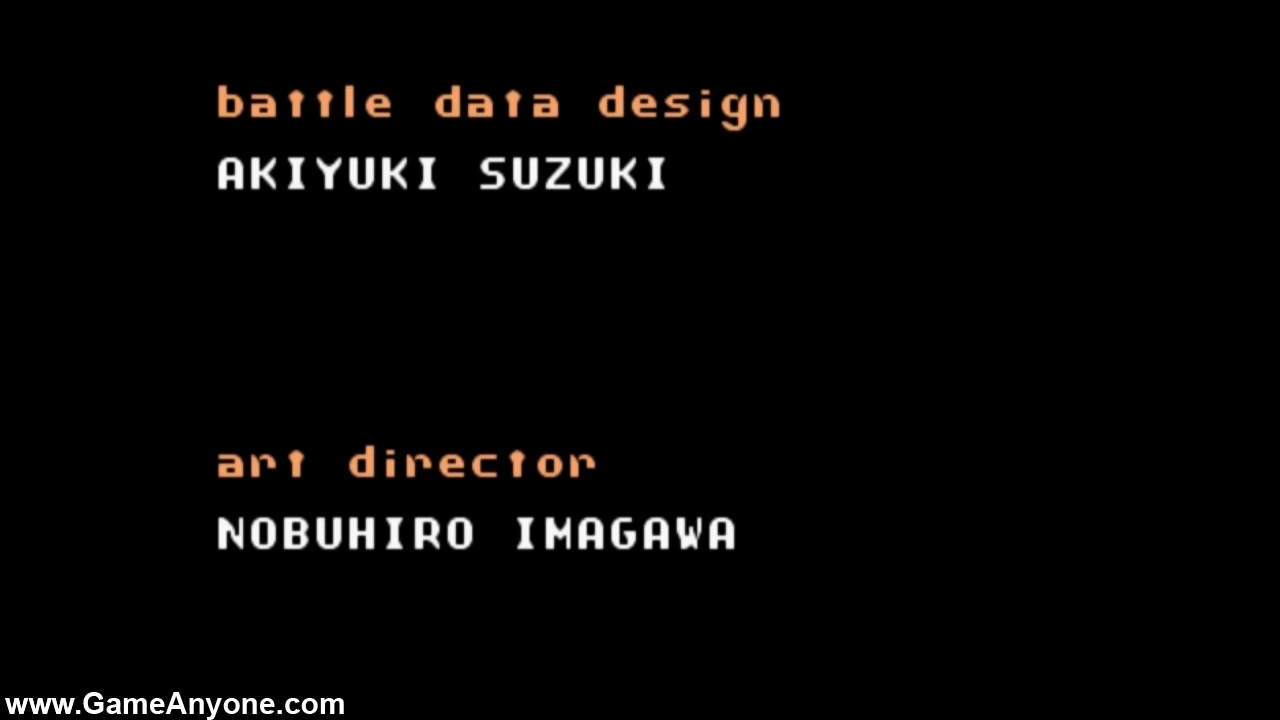 battle data design
AKIYUKI SUZUKI
art director
NOBUHIRO IMAGAWA
www.GameAnyone.com